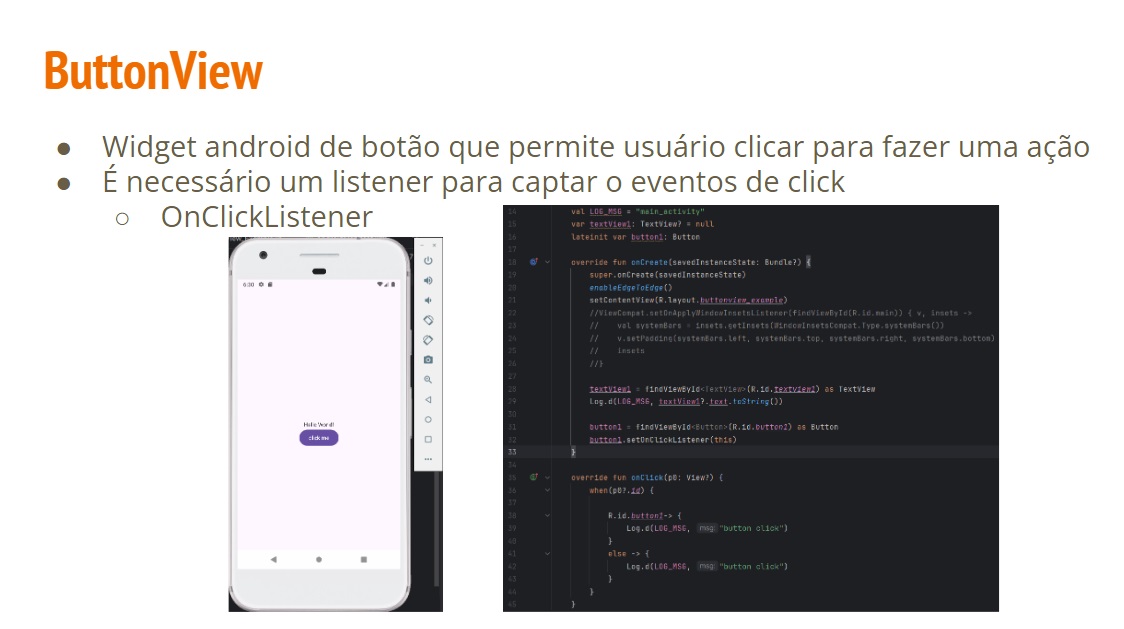 ButtonView
● Widget android de botão que permite usuário clicar para fazer uma ação
● É necessário um listener para captar o eventos de click
○ OnClickListener
6:30
Hello World!
click me
14 val LOG_MSG = "main_activity"
15 var textView1: TextView? = null
16 lateinit var button1: Button
17
18 override fun onCreate(savedInstanceState: Bundle?) {
19 super.onCreate(savedInstanceState)
20 enableEdgeToEdge()
21 setContentView(R.layout.buttonview_example)
22 //ViewCompat.setOnApplyWindowInsetsListener(findViewById(R.id.main)) { v, insets ->
23 // val systemBars = insets.getInsets(WindowInsetsCompat.Type.systemBars())
24 // v.setPadding(systemBars.left, systemBars.top, systemBars.right, systemBars.bottom)
25 // insets
26 //}
27
28 textView1 = findViewById<TextView>(R.id.textview1) as TextView
29 Log.d(LOG_MSG, textView1?.text.toString())
30
31 button1 = findViewById<Button>(R.id.button1) as Button
32 button1.setOnClickListener(this)
33 }
34
35 override fun onClick(p0: View?) {
36 when(p0?.id) {
37
38 R.id.button1-> {
39 Log.d(LOG_MSG, msg: "button click")
40 }
41 else -> {
42 Log.d(LOG_MSG, msg: "button click")
43 }
44 }
45 }